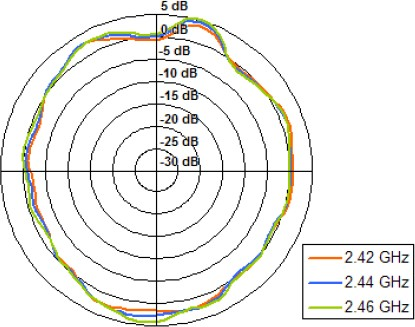 5 dB
0 dB
-5 dB
-10 dB
-15 dB
-20 dB
-25 dB
-30 dB
2.42 GHz
2.44 GHz
2.46 GHz